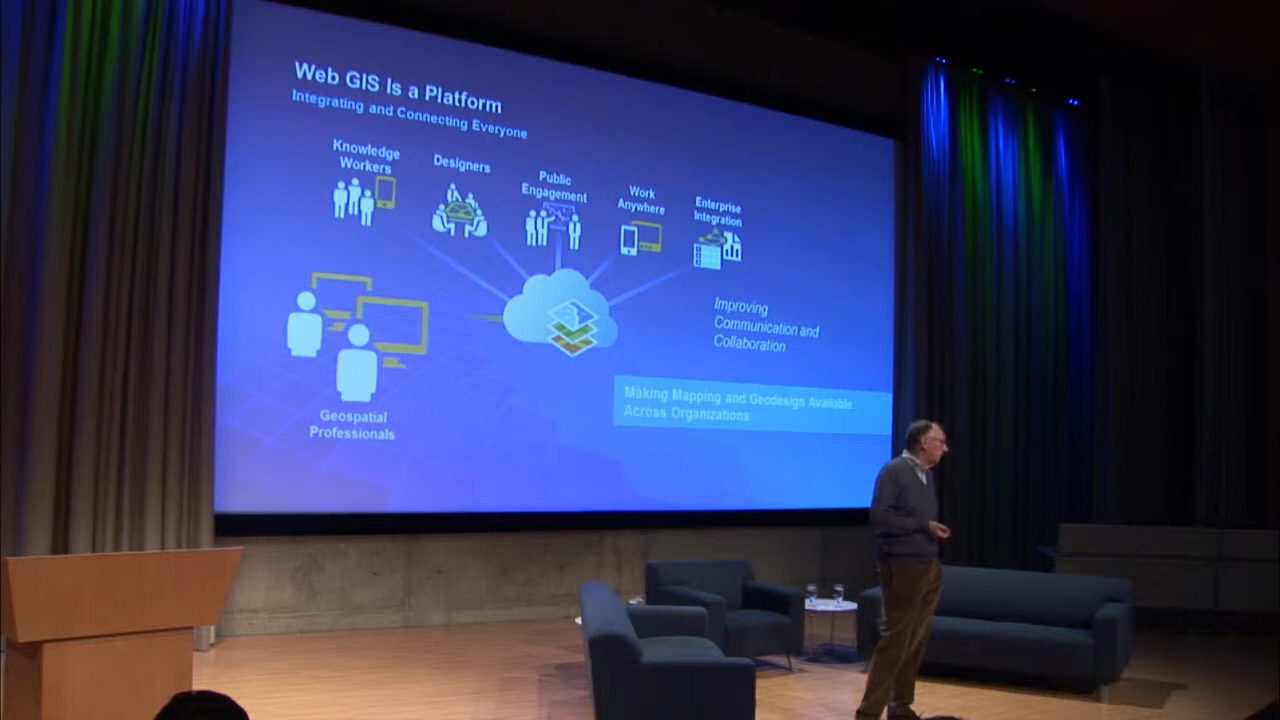 Web GIS Is a Platform
Integrating and Connecting Everyone
Knowledge
Workers
Designers
Public
Engagement
Work
Anywhere
Enterprise
Integration
Improving
Communication and
Collaboration
Making Mapping and Geodesign Available
Across Organizations
Geospatial
Professionals